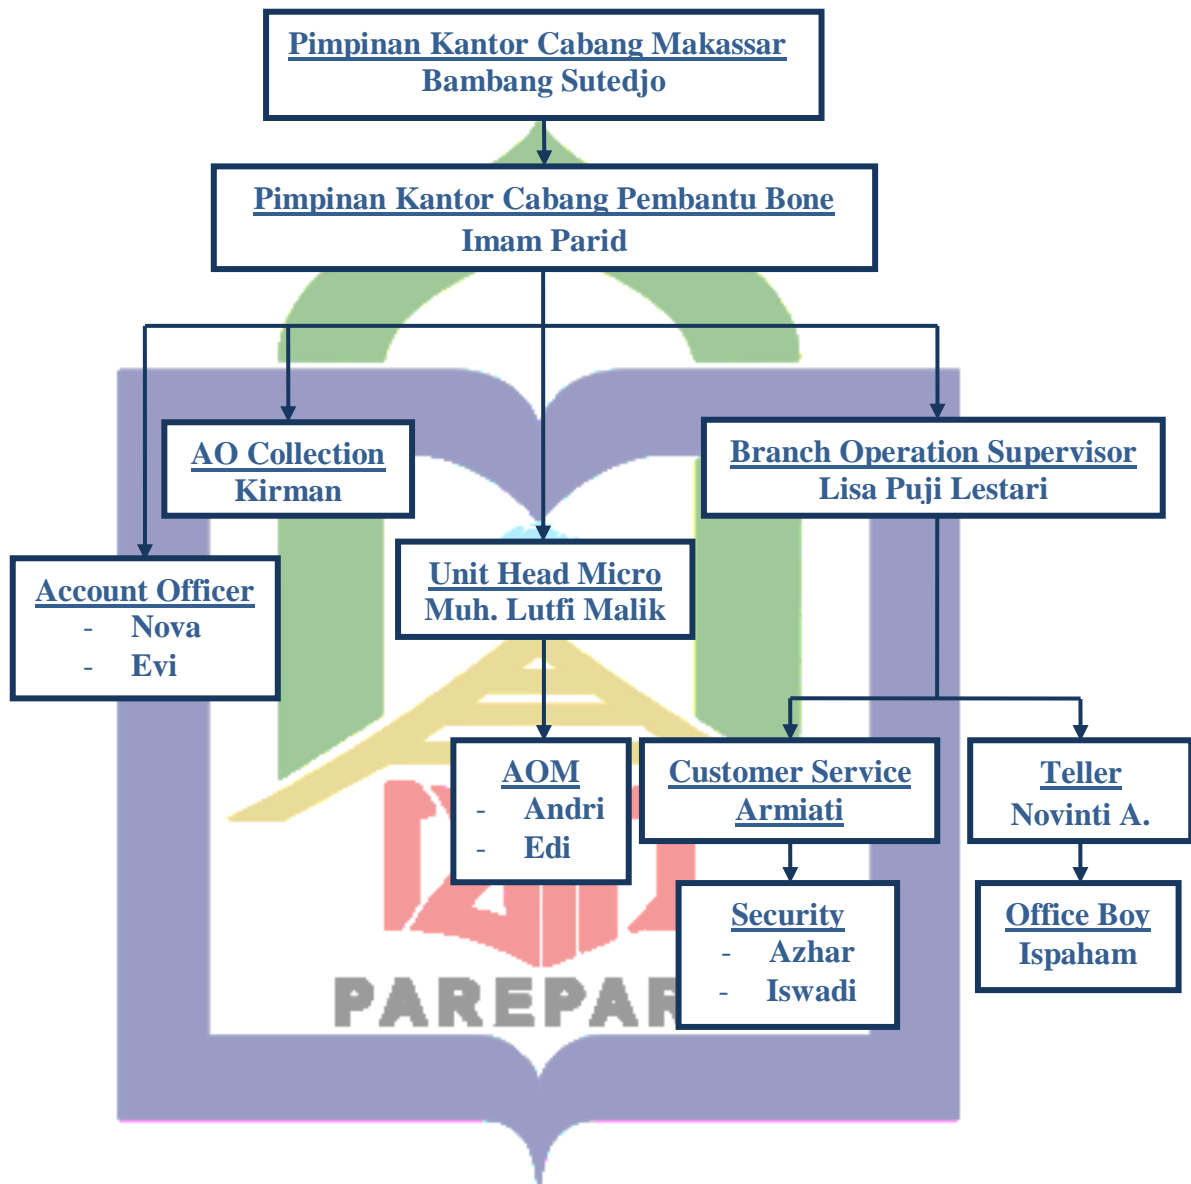 Pimpinan Kantor Cabang Makassar
Bambang Sutedjo
Pimpinan Kantor Cabang Pembantu Bone
Imam Parid
AO Collection
Kirman
Branch Operation Supervisor
Lisa Puji Lestari
Account Officer
- Nova
- Evi
Unit Head Micro
Muh. Lutfi Malik
AOM
- Andri
- Edi
Customer Service
Armiati
Teller
Novinti A.
Security
- Azhar
- Iswadi
Office Boy
Ispaham
PAREPAR